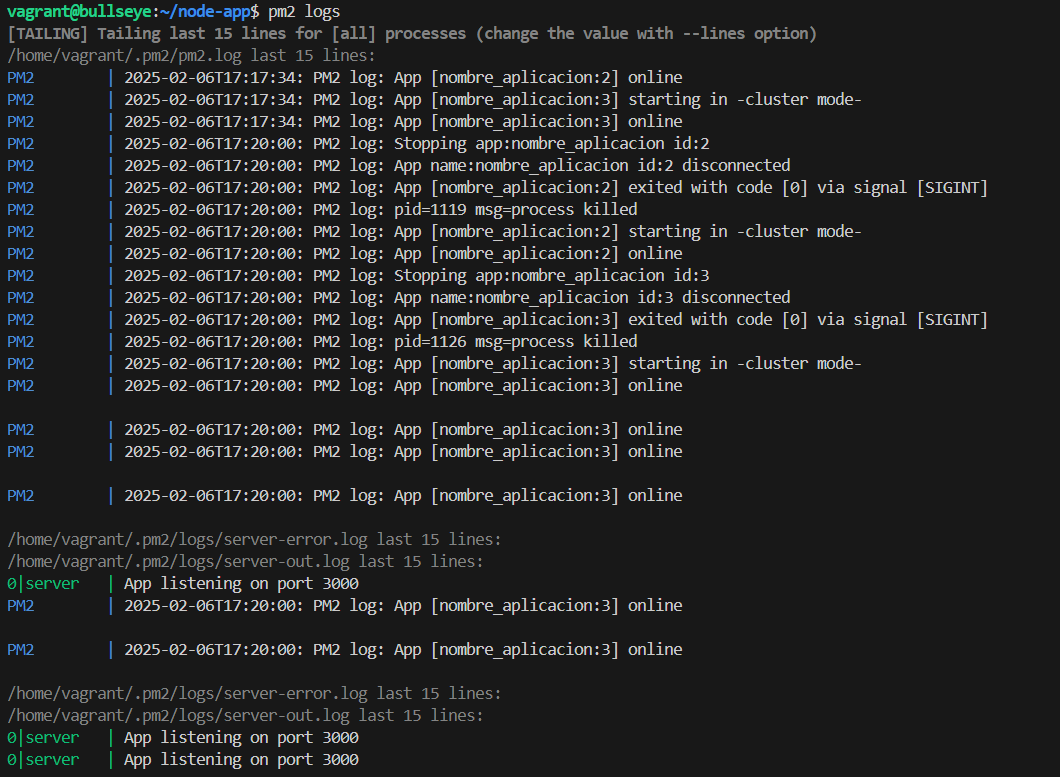 vagrant@bullseye:~/node-app$ pm2 logs
[TAILING] Tailing last 15 lines for [all] processes (change the value with --lines option)
/home/vagrant/.pm2/pm2.log last 15 lines:
PM2        | 2025-02-06T17:17:34: PM2 log: App [nombre_aplicacion:2] online
PM2        | 2025-02-06T17:17:34: PM2 log: App [nombre_aplicacion:3] starting in -cluster mode-
PM2        | 2025-02-06T17:17:34: PM2 log: App [nombre_aplicacion:3] online
PM2        | 2025-02-06T17:20:00: PM2 log: Stopping app:nombre_aplicacion id:2
PM2        | 2025-02-06T17:20:00: PM2 log: App name:nombre_aplicacion id:2 disconnected
PM2        | 2025-02-06T17:20:00: PM2 log: App [nombre_aplicacion:2] exited with code [0] via signal [SIGINT]
PM2        | 2025-02-06T17:20:00: PM2 log: pid=1119 msg=process killed
PM2        | 2025-02-06T17:20:00: PM2 log: App [nombre_aplicacion:2] starting in -cluster mode-
PM2        | 2025-02-06T17:20:00: PM2 log: App [nombre_aplicacion:2] online
PM2        | 2025-02-06T17:20:00: PM2 log: Stopping app:nombre_aplicacion id:3
PM2        | 2025-02-06T17:20:00: PM2 log: App name:nombre_aplicacion id:3 disconnected
PM2        | 2025-02-06T17:20:00: PM2 log: App [nombre_aplicacion:3] exited with code [0] via signal [SIGINT]
PM2        | 2025-02-06T17:20:00: PM2 log: pid=1126 msg=process killed
PM2        | 2025-02-06T17:20:00: PM2 log: App [nombre_aplicacion:3] starting in -cluster mode-
PM2        | 2025-02-06T17:20:00: PM2 log: App [nombre_aplicacion:3] online
PM2        | 2025-02-06T17:20:00: PM2 log: App [nombre_aplicacion:3] online
PM2        | 2025-02-06T17:20:00: PM2 log: App [nombre_aplicacion:3] online
PM2        | 2025-02-06T17:20:00: PM2 log: App [nombre_aplicacion:3] online
/home/vagrant/.pm2/logs/server-error.log last 15 lines:
/home/vagrant/.pm2/logs/server-out.log last 15 lines:
0|server   | App listening on port 3000
PM2        | 2025-02-06T17:20:00: PM2 log: App [nombre_aplicacion:3] online
PM2        | 2025-02-06T17:20:00: PM2 log: App [nombre_aplicacion:3] online
/home/vagrant/.pm2/logs/server-error.log last 15 lines:
/home/vagrant/.pm2/logs/server-out.log last 15 lines:
0|server   | App listening on port 3000
0|server   | App listening on port 3000